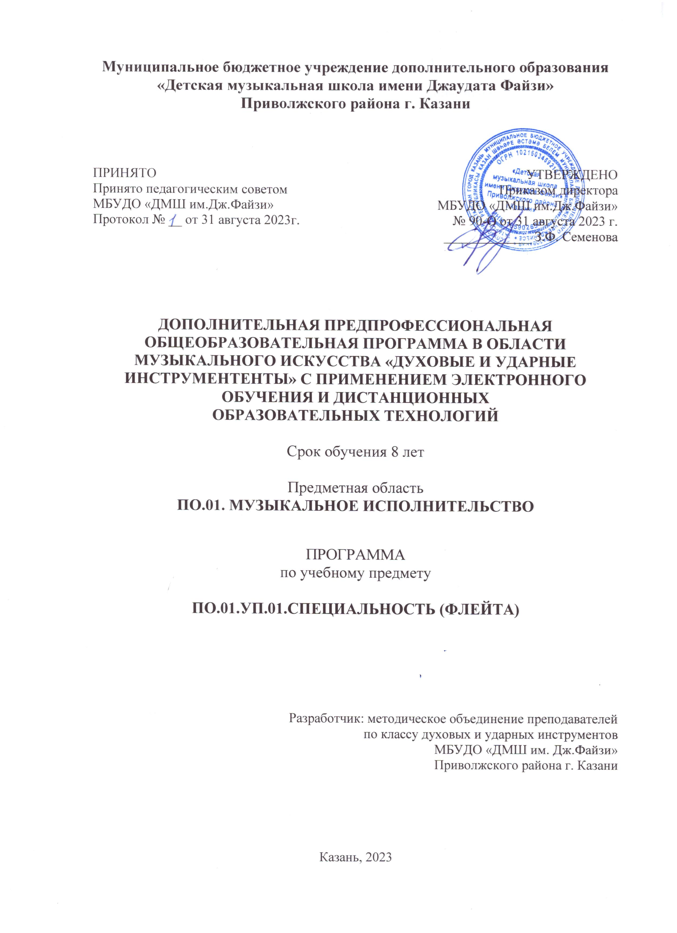 Муниципальное бюджетное учреждение дополнительного образования
«Детская музыкальная школа имени Джаудата Файзи»
Приволжского района г. Казани
ПРИНЯТО
Принято педагогическим советом
МБУДО «ДМШ им.Дж.Файзи»
Протокол № 1 от 31 августа 2023г.
УТВЕРЖДЕНО
Приказом директора
МБУДО «ДМШ им.Дж.Файзи»
№ 90-О от 31 августа 2023 г.
З.Ф. Семенова
ДОПОЛНИТЕЛЬНАЯ ПРЕДПРОФЕССИОНАЛЬНАЯ
ОБЩЕОБРАЗОВАТЕЛЬНАЯ ПРОГРАММА В ОБЛАСТИ
МУЗЫКАЛЬНОГО ИСКУССТВА «ДУХОВЫЕ И УДАРНЫЕ
ИНСТРУМЕНТЕНТЫ» С ПРИМЕНЕНИЕМ ЭЛЕКТРОННОГО
ОБУЧЕНИЯ И ДИСТАНЦИОННЫХ
ОБРАЗОВАТЕЛЬНЫХ ТЕХНОЛОГИЙ
Срок обучения 8 лет
Предметная область
ПО.01. МУЗЫКАЛЬНОЕ ИСПОЛНИТЕЛЬСТВО
ПРОГРАММА
по учебному предмету
ПО.01.УП.01.СПЕЦИАЛЬНОСТЬ (ФЛЕЙТА)
Разработчик: методическое объединение преподавателей
по классу духовых и ударных инструментов
МБУДО «ДМШ им. Дж.Файзи»
Приволжского района г. Казани
Казань, 2023